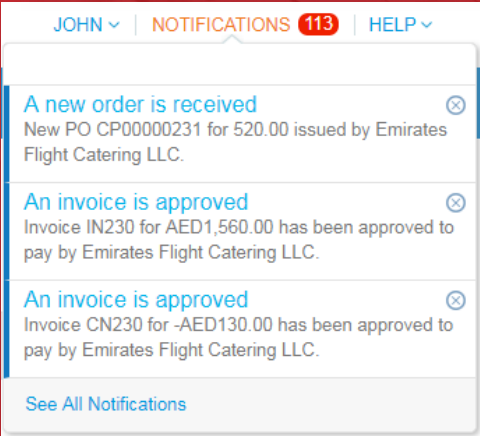 JOHN NOTIFICATIONS 113 HELP
A new order is received
New PO CP00000231 for 520.00 issued by Emirates
Flight Catering LLC.
An invoice is approved
Invoice IN230 for AED1,560.00 has been approved to
pay by Emirates Flight Catering LLC.
An invoice is approved
Invoice CN230 for -AED130.00 has been approved to
pay by Emirates Flight Catering LLC.
See All Notifications